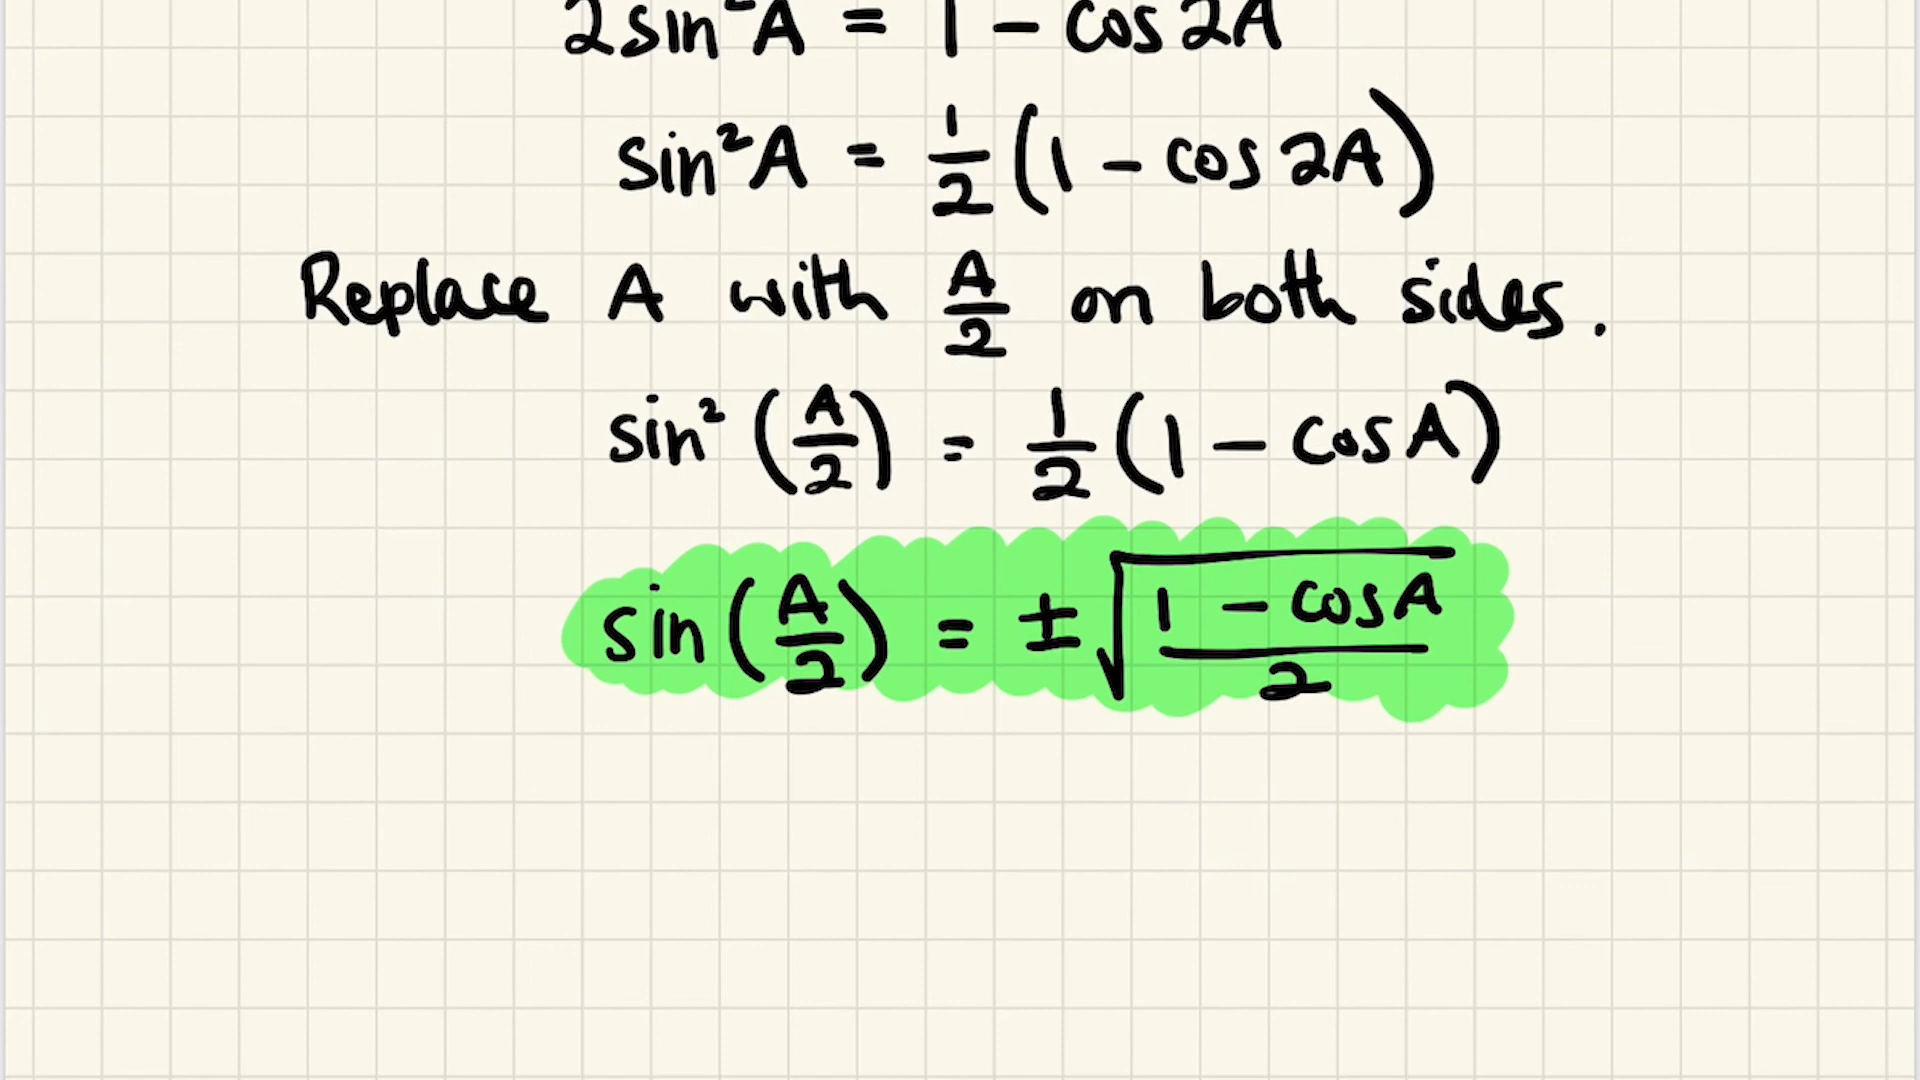 2sin²A = 1 − cos 2A
sin²A = 1/2 (1 − cos 2A)
Replace A with A/2 on both sides.
sin² (A/2) = 1/2 (1 − cos A)
sin (A/2) = ± √((1 − cos A)/2)